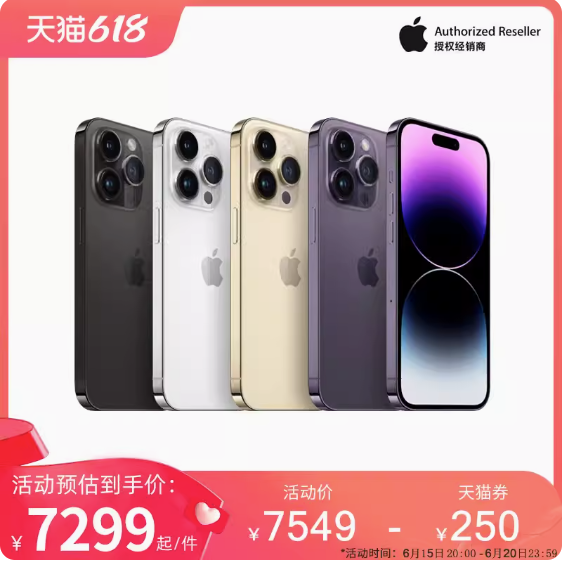 天猫618
Authorized Reseller
授权经销商
活动预估到手价:
¥7299起/件
活动价
¥7549
-
天猫券
¥250
*活动时间: 6月15日20:00-6月20日23:59